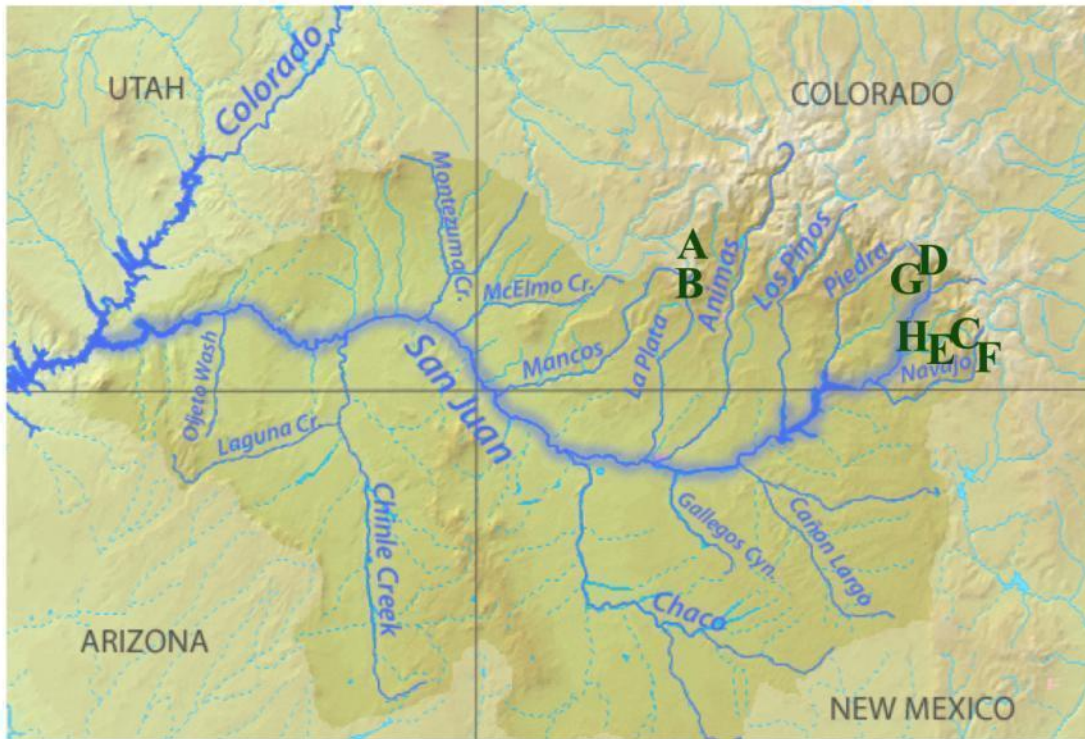 UTAH
Colorado
COLORADO
Montezuma Cr.
McElmo Cr.
A
B
Animas
Los Pinos
Piedra
D
G
H
E
C
F
Navajo
Mancos
La Plata
San Juan
Oljeto Wash
Laguna Cr.
Chinle Creek
Gallegos Cyn.
Cañon Largo
Chaco
ARIZONA
NEW MEXICO